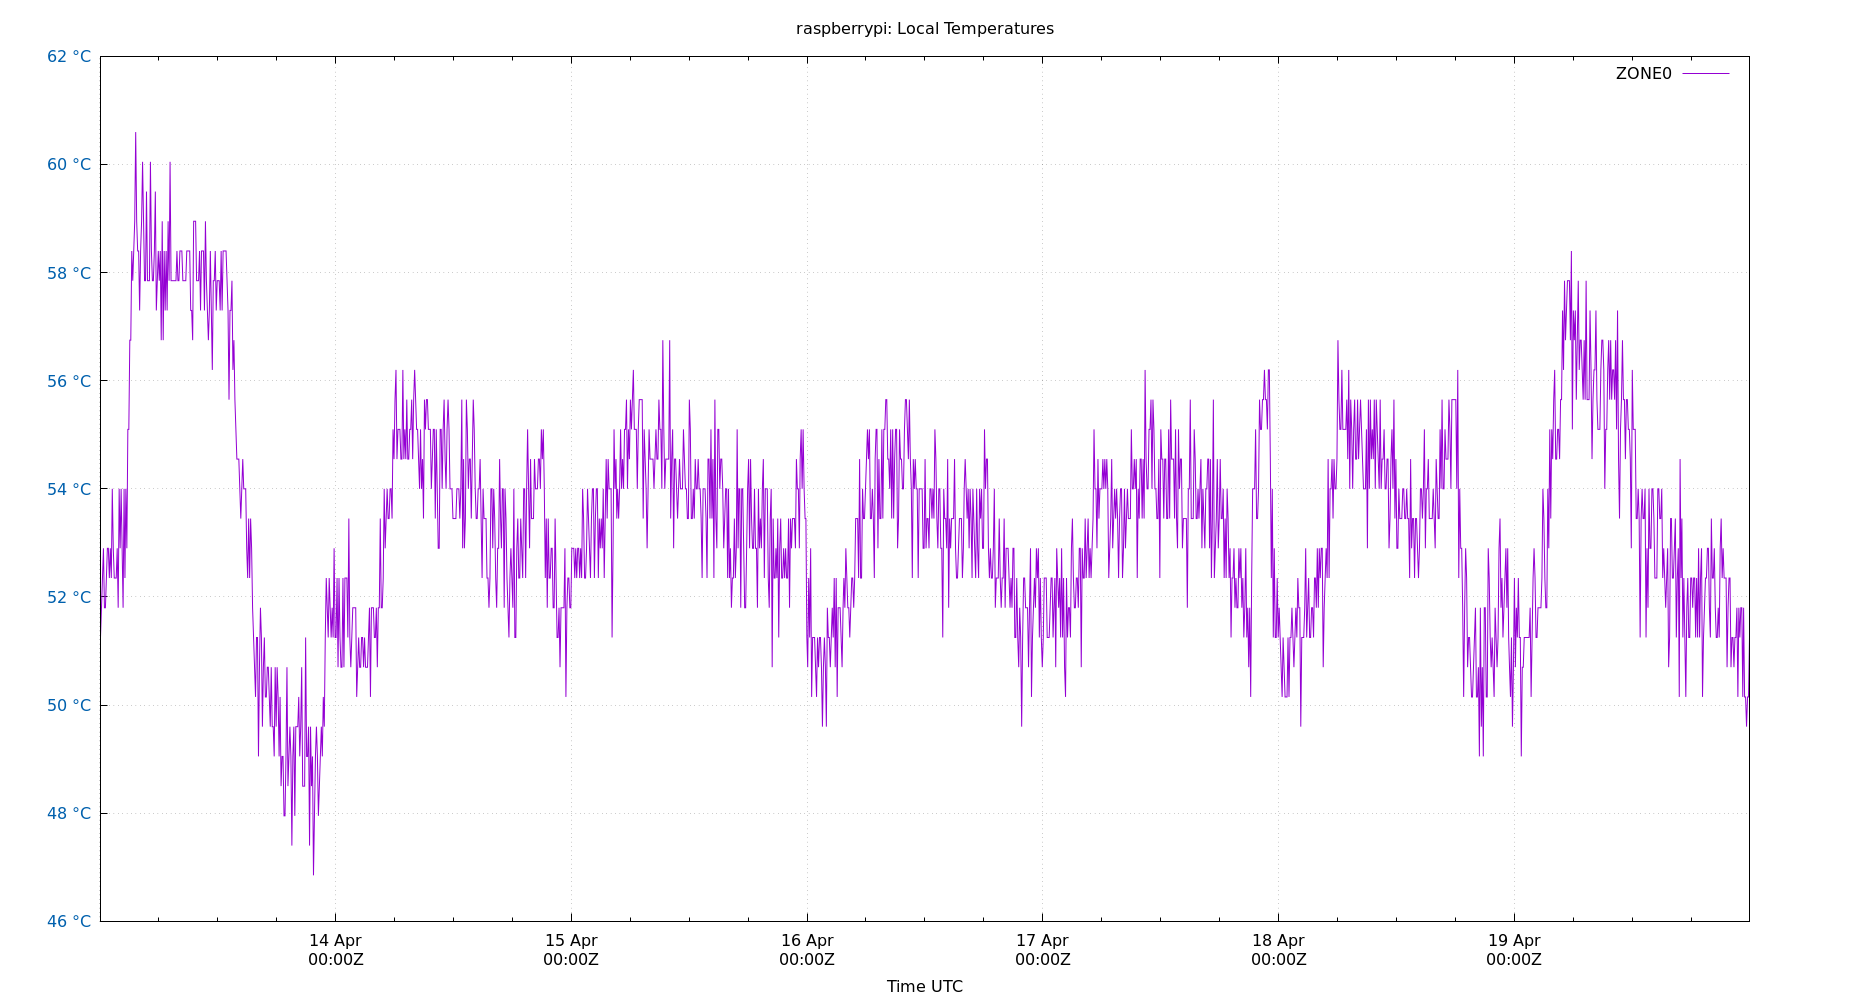 raspberrypi: Local Temperatures
62 °C
ZONE0
60 °C
58 °C
56 °C
54 °C
52 °C
50 °C
48 °C
46 °C
14 Apr 15 Apr 16 Apr 17 Apr 18 Apr 19 Apr
00:00Z 00:00Z 00:00Z 00:00Z 00:00Z 00:00Z
Time UTC